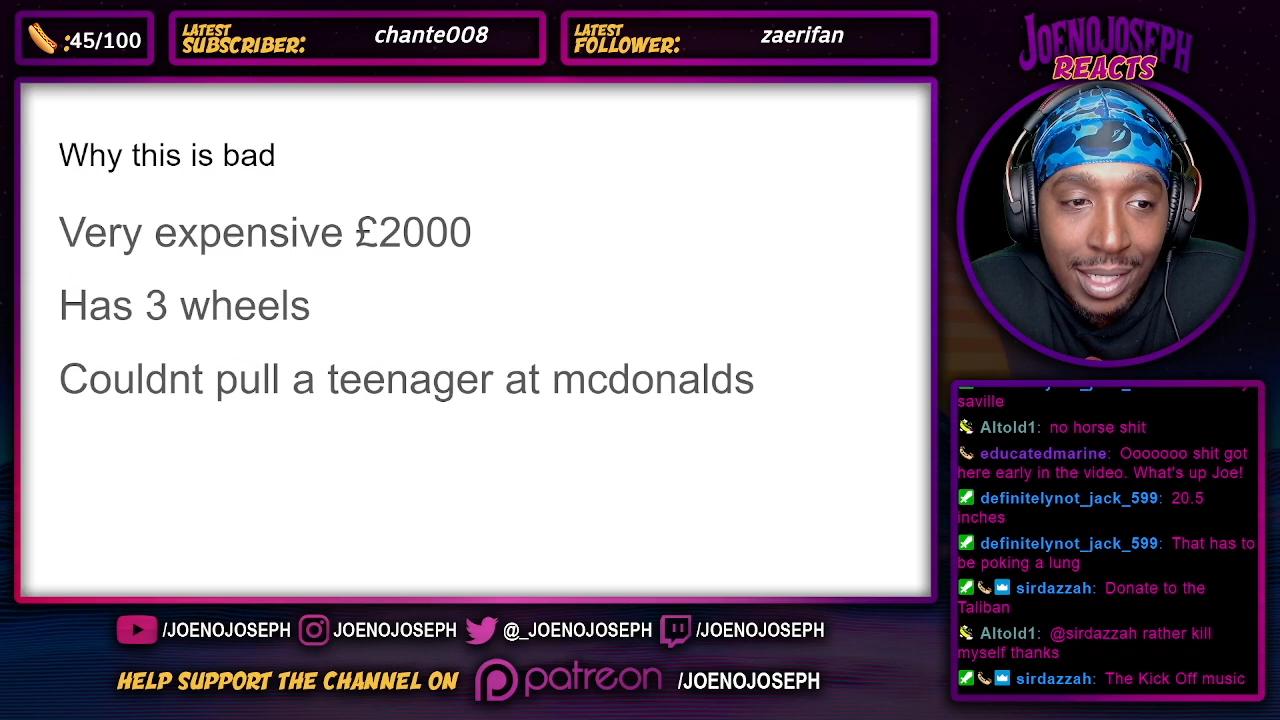 :45/100
LATEST SUBSCRIBER:
chante008
LATEST FOLLOWER:
zaerifan
JOENOJOSEPH
REACTS
Why this is bad
Very expensive £2000
Has 3 wheels
Couldnt pull a teenager at mcdonalds
saville
Altold1: no horse shit
educatedmarine: Ooooooo shit got
here early in the video. What's up Joe!
definitelynot_jack_599: 20.5
inches
definitelynot_jack_599: That has to
be poking a lung
sirdazzah: Donate to the
Taliban
Altold1: @sirdazzah rather kill
myself thanks
sirdazzah: The Kick Off music
/JOENOJOSEPH JOENOJOSEPH @_JOENOJOSEPH /JOENOJOSEPH
HELP SUPPORT THE CHANNEL ON patreon /JOENOJOSEPH